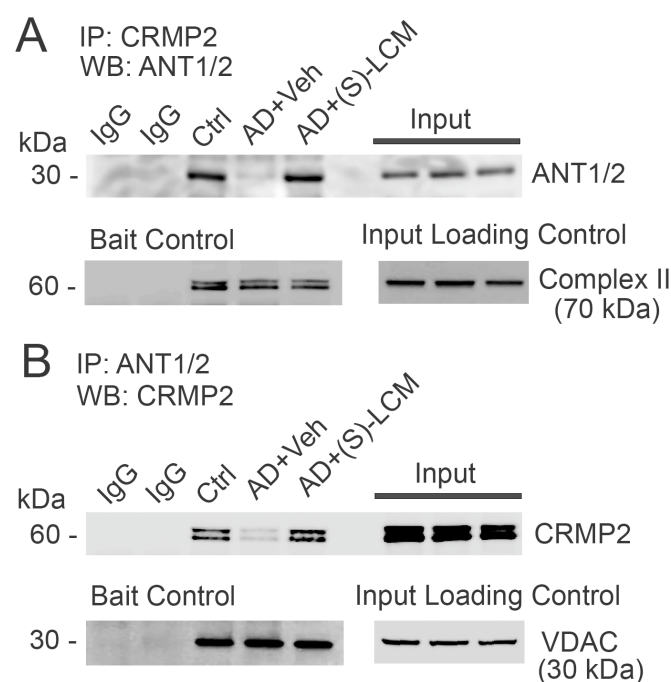 A
IP: CRMP2
WB: ANT1/2
IgG IgG Ctrl AD+Veh AD+(S)-LCM Input
kDa
30 - ANT1/2
Bait Control Input Loading Control
60 - Complex II
(70 kDa)
B
IP: ANT1/2
WB: CRMP2
IgG IgG Ctrl AD+Veh AD+(S)-LCM Input
kDa
60 - CRMP2
Bait Control Input Loading Control
30 - VDAC
(30 kDa)